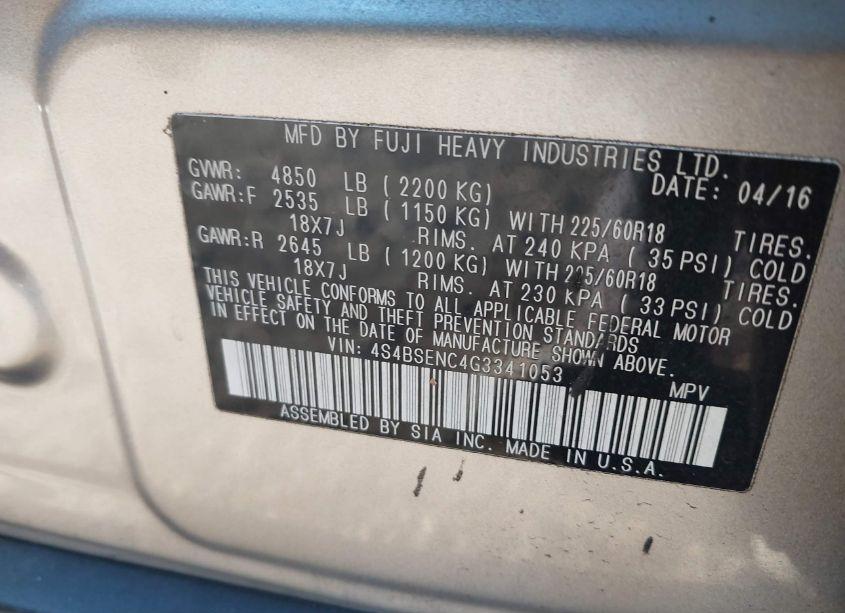 MFD BY FUJI HEAVY INDUSTRIES LTD.
GVWR: 4850 LB ( 2200 KG) DATE: 04/16
GAWR:F 2535 LB ( 1150 KG) WITH 225/60R18 TIRES.
18X7J RIMS. AT 240 KPA ( 35 PSI) COLD
GAWR:R 2645 LB ( 1200 KG) WITH 225/60R18 TIRES.
18X7J RIMS. AT 230 KPA ( 33 PSI) COLD
THIS VEHICLE CONFORMS TO ALL APPLICABLE FEDERAL MOTOR
VEHICLE SAFETY AND THEFT PREVENTION STANDARDS
IN EFFECT ON THE DATE OF MANUFACTURE SHOWN ABOVE.
VIN: 4S4BSENC4G3341053 MPV
ASSEMBLED BY SIA INC. MADE IN U.S.A.